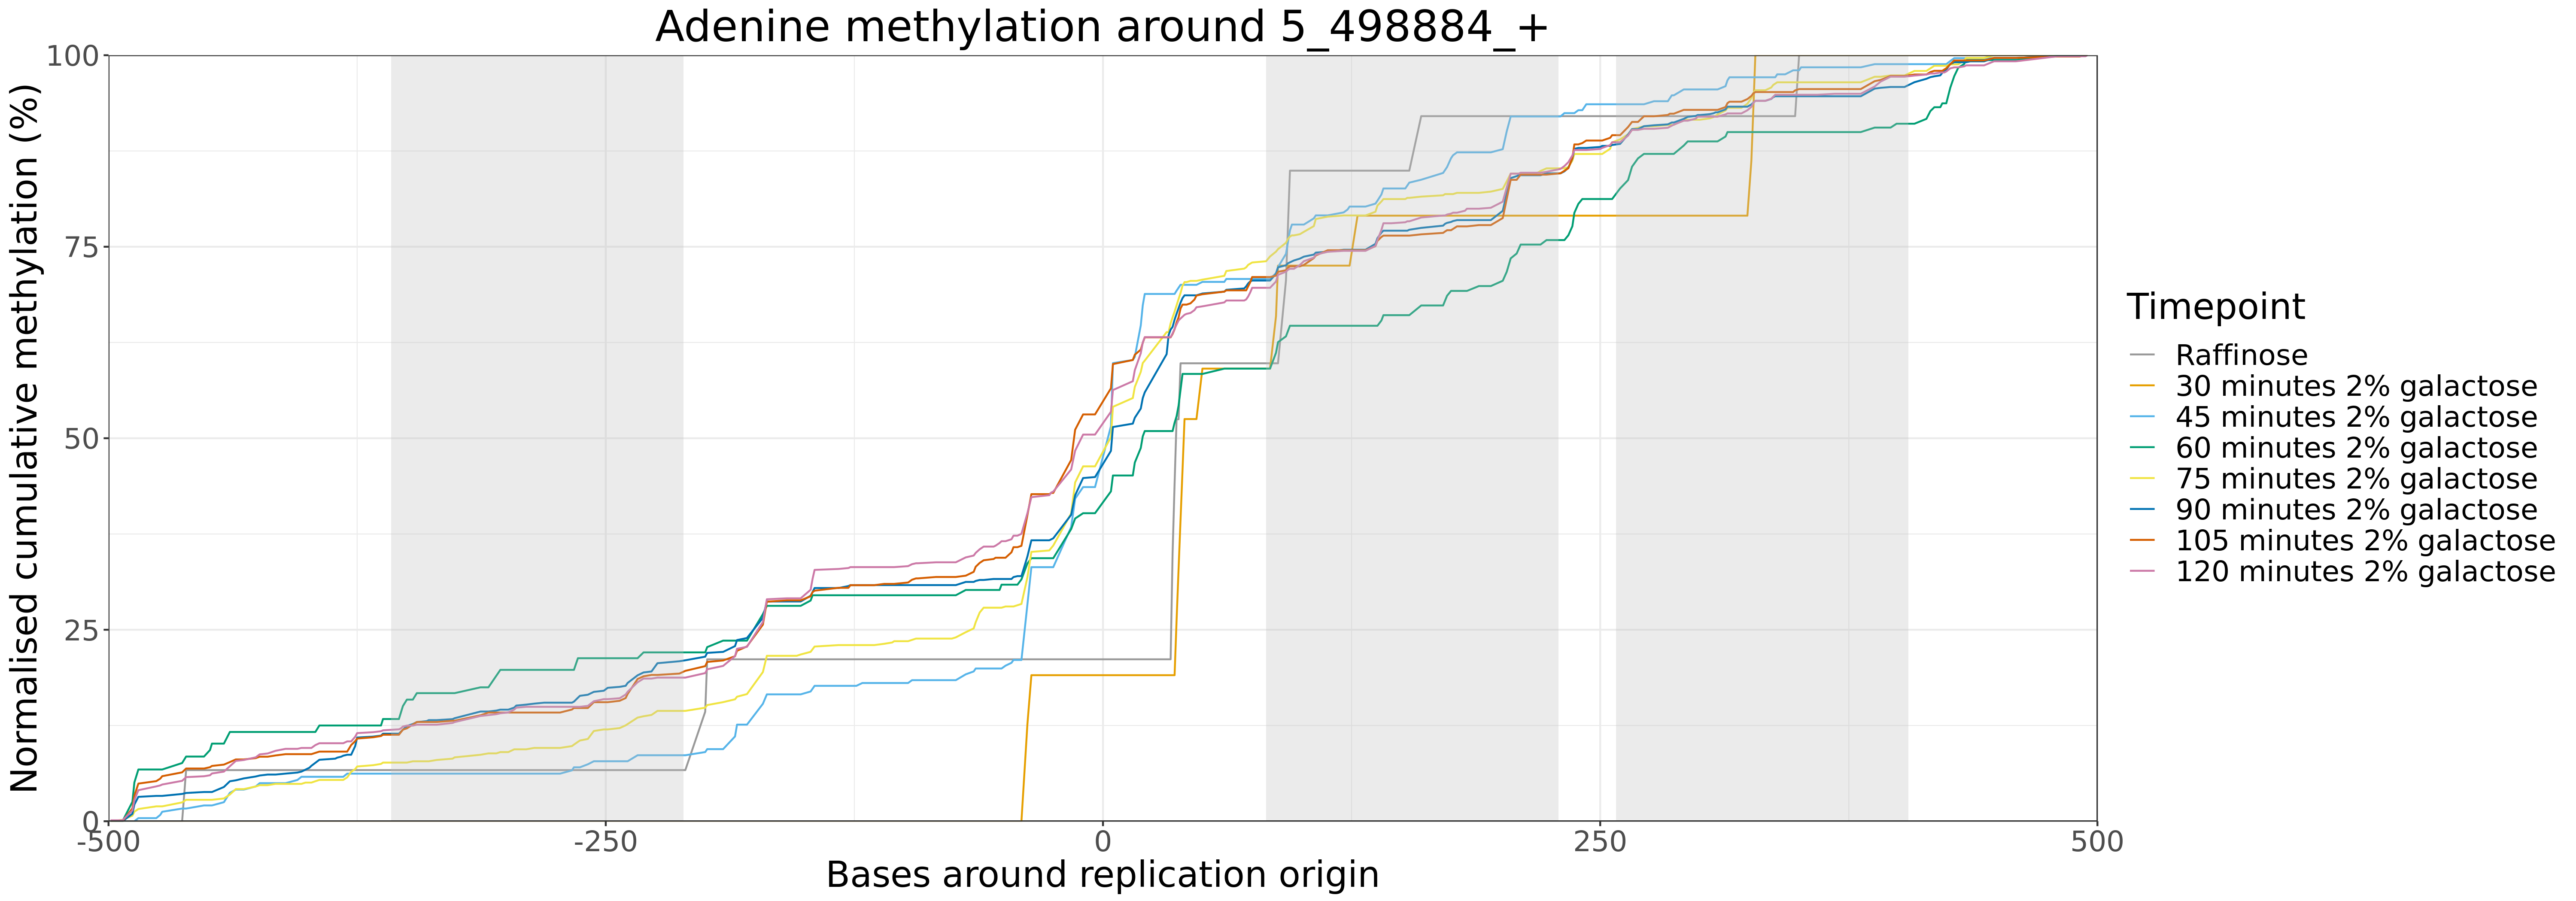 Adenine methylation around 5_498884_+
Normalised cumulative methylation (%)
100
75
50
25
0
-500
-250
0
250
500
Bases around replication origin
Timepoint
Raffinose
30 minutes 2% galactose
45 minutes 2% galactose
60 minutes 2% galactose
75 minutes 2% galactose
90 minutes 2% galactose
105 minutes 2% galactose
120 minutes 2% galactose